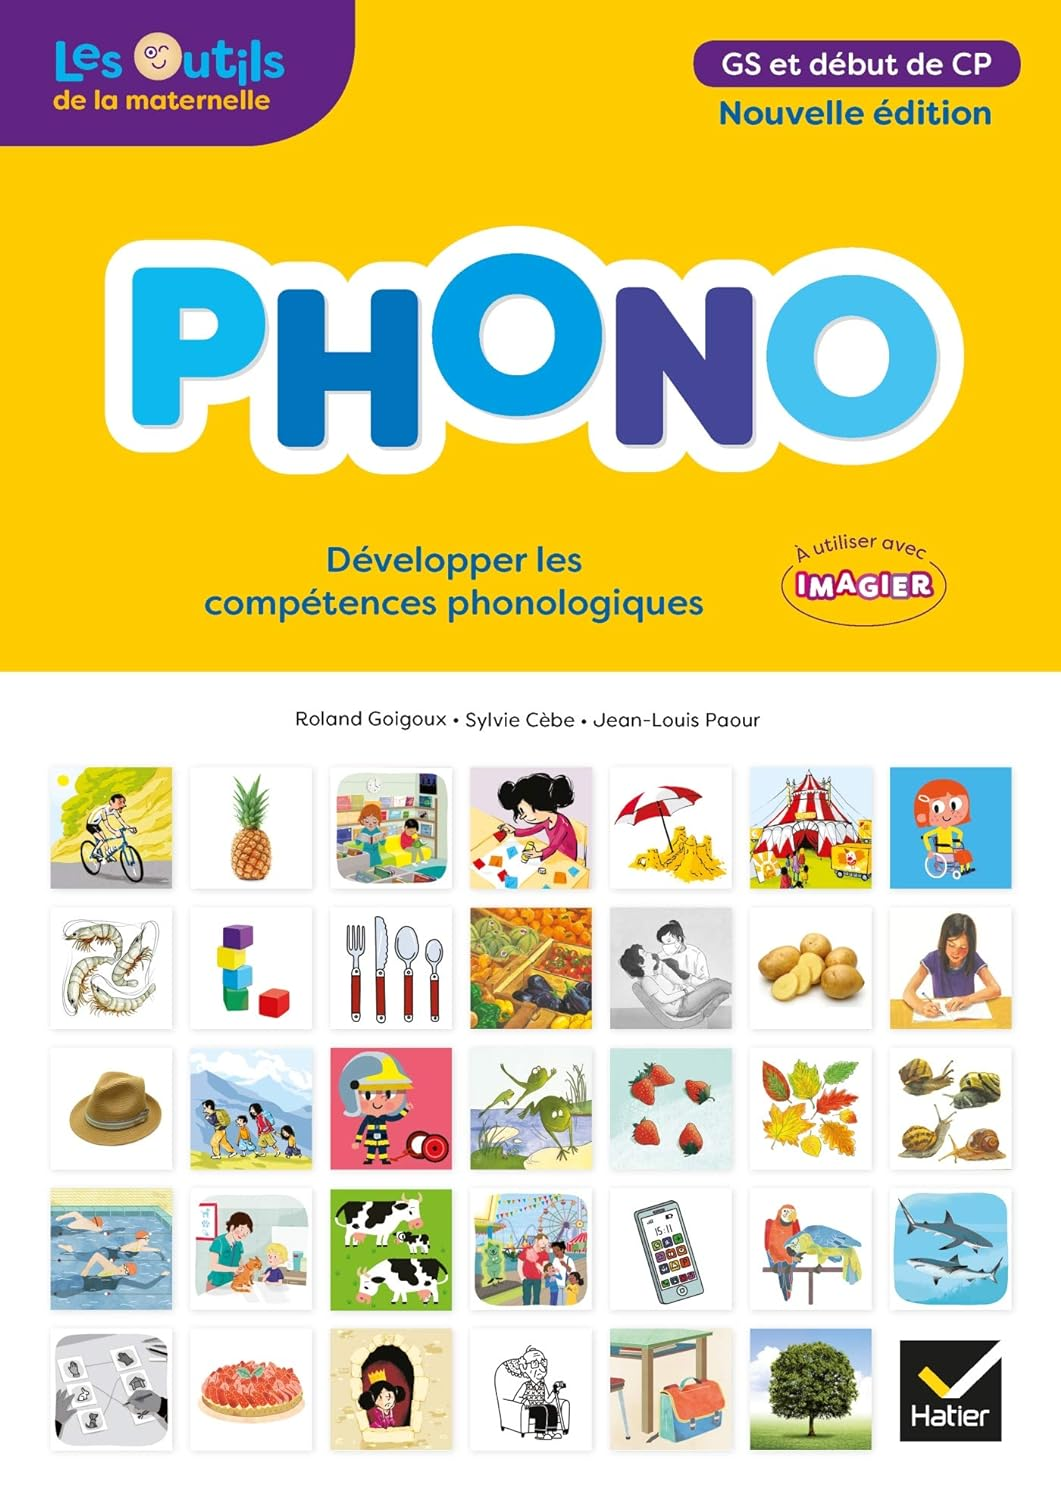 Les Outils
de la maternelle
GS et début de CP
Nouvelle édition
PHONO
Développer les
compétences phonologiques
À utiliser avec
IMAGIER
Roland Goigoux • Sylvie Cèbe • Jean-Louis Paour
15:11
Hatier